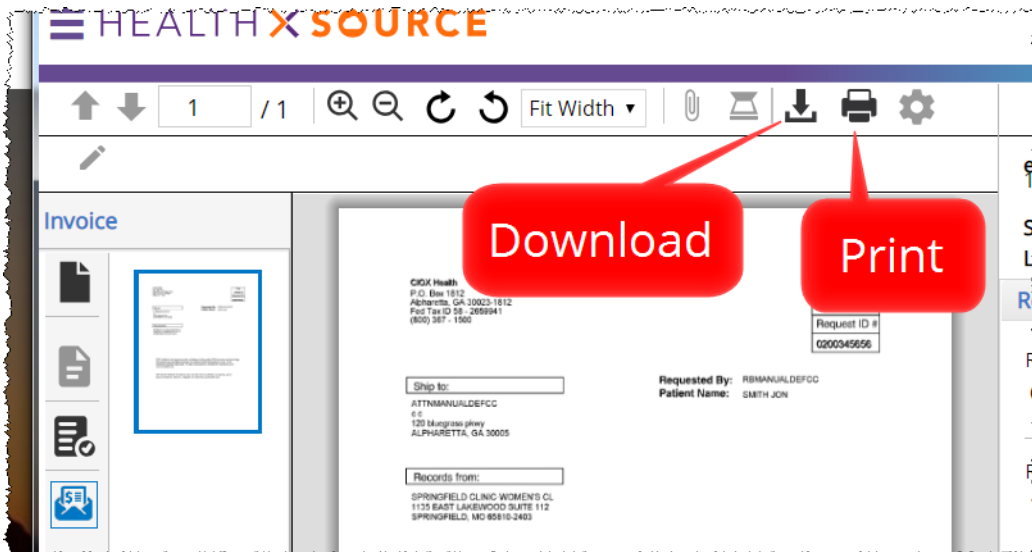 HEALTH SOURCE
1 / 1 Fit Width
Download
Print
Invoice
CIOX Health
P.O. Box 1812
Alpharetta, GA 30023-1812
Fed Tax ID 58 - 2659941
(800) 367 - 1500
Request ID #
0200345656
Ship to:
Requested By: RBMANUALDEFCC
Patient Name: SMITH JON
ATTNMANUALDEFCC
c c
120 bluegrass pkwy
ALPHARETTA, GA 30005
Records from:
SPRINGFIELD CLINIC WOMEN'S CL
1135 EAST LAKEWOOD SUITE 112
SPRINGFIELD, MO 65810-2403